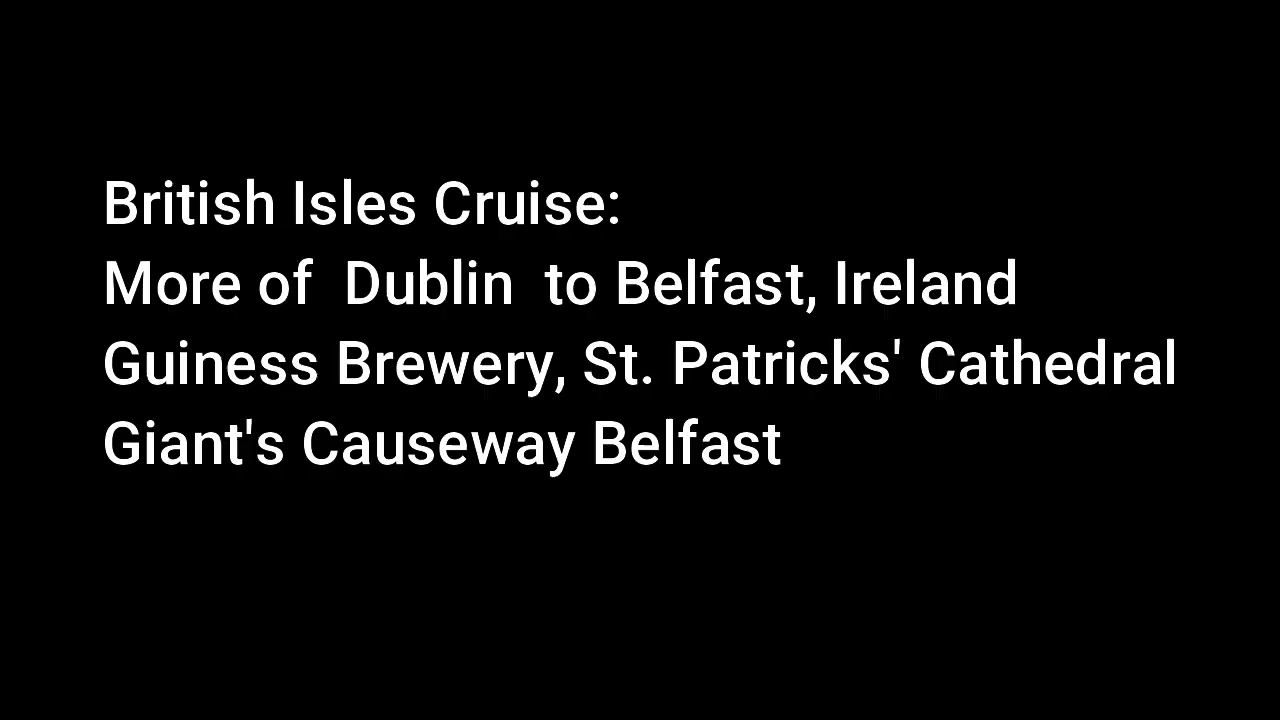 British Isles Cruise:
More of  Dublin  to Belfast, Ireland
Guiness Brewery, St. Patricks' Cathedral
Giant's Causeway Belfast